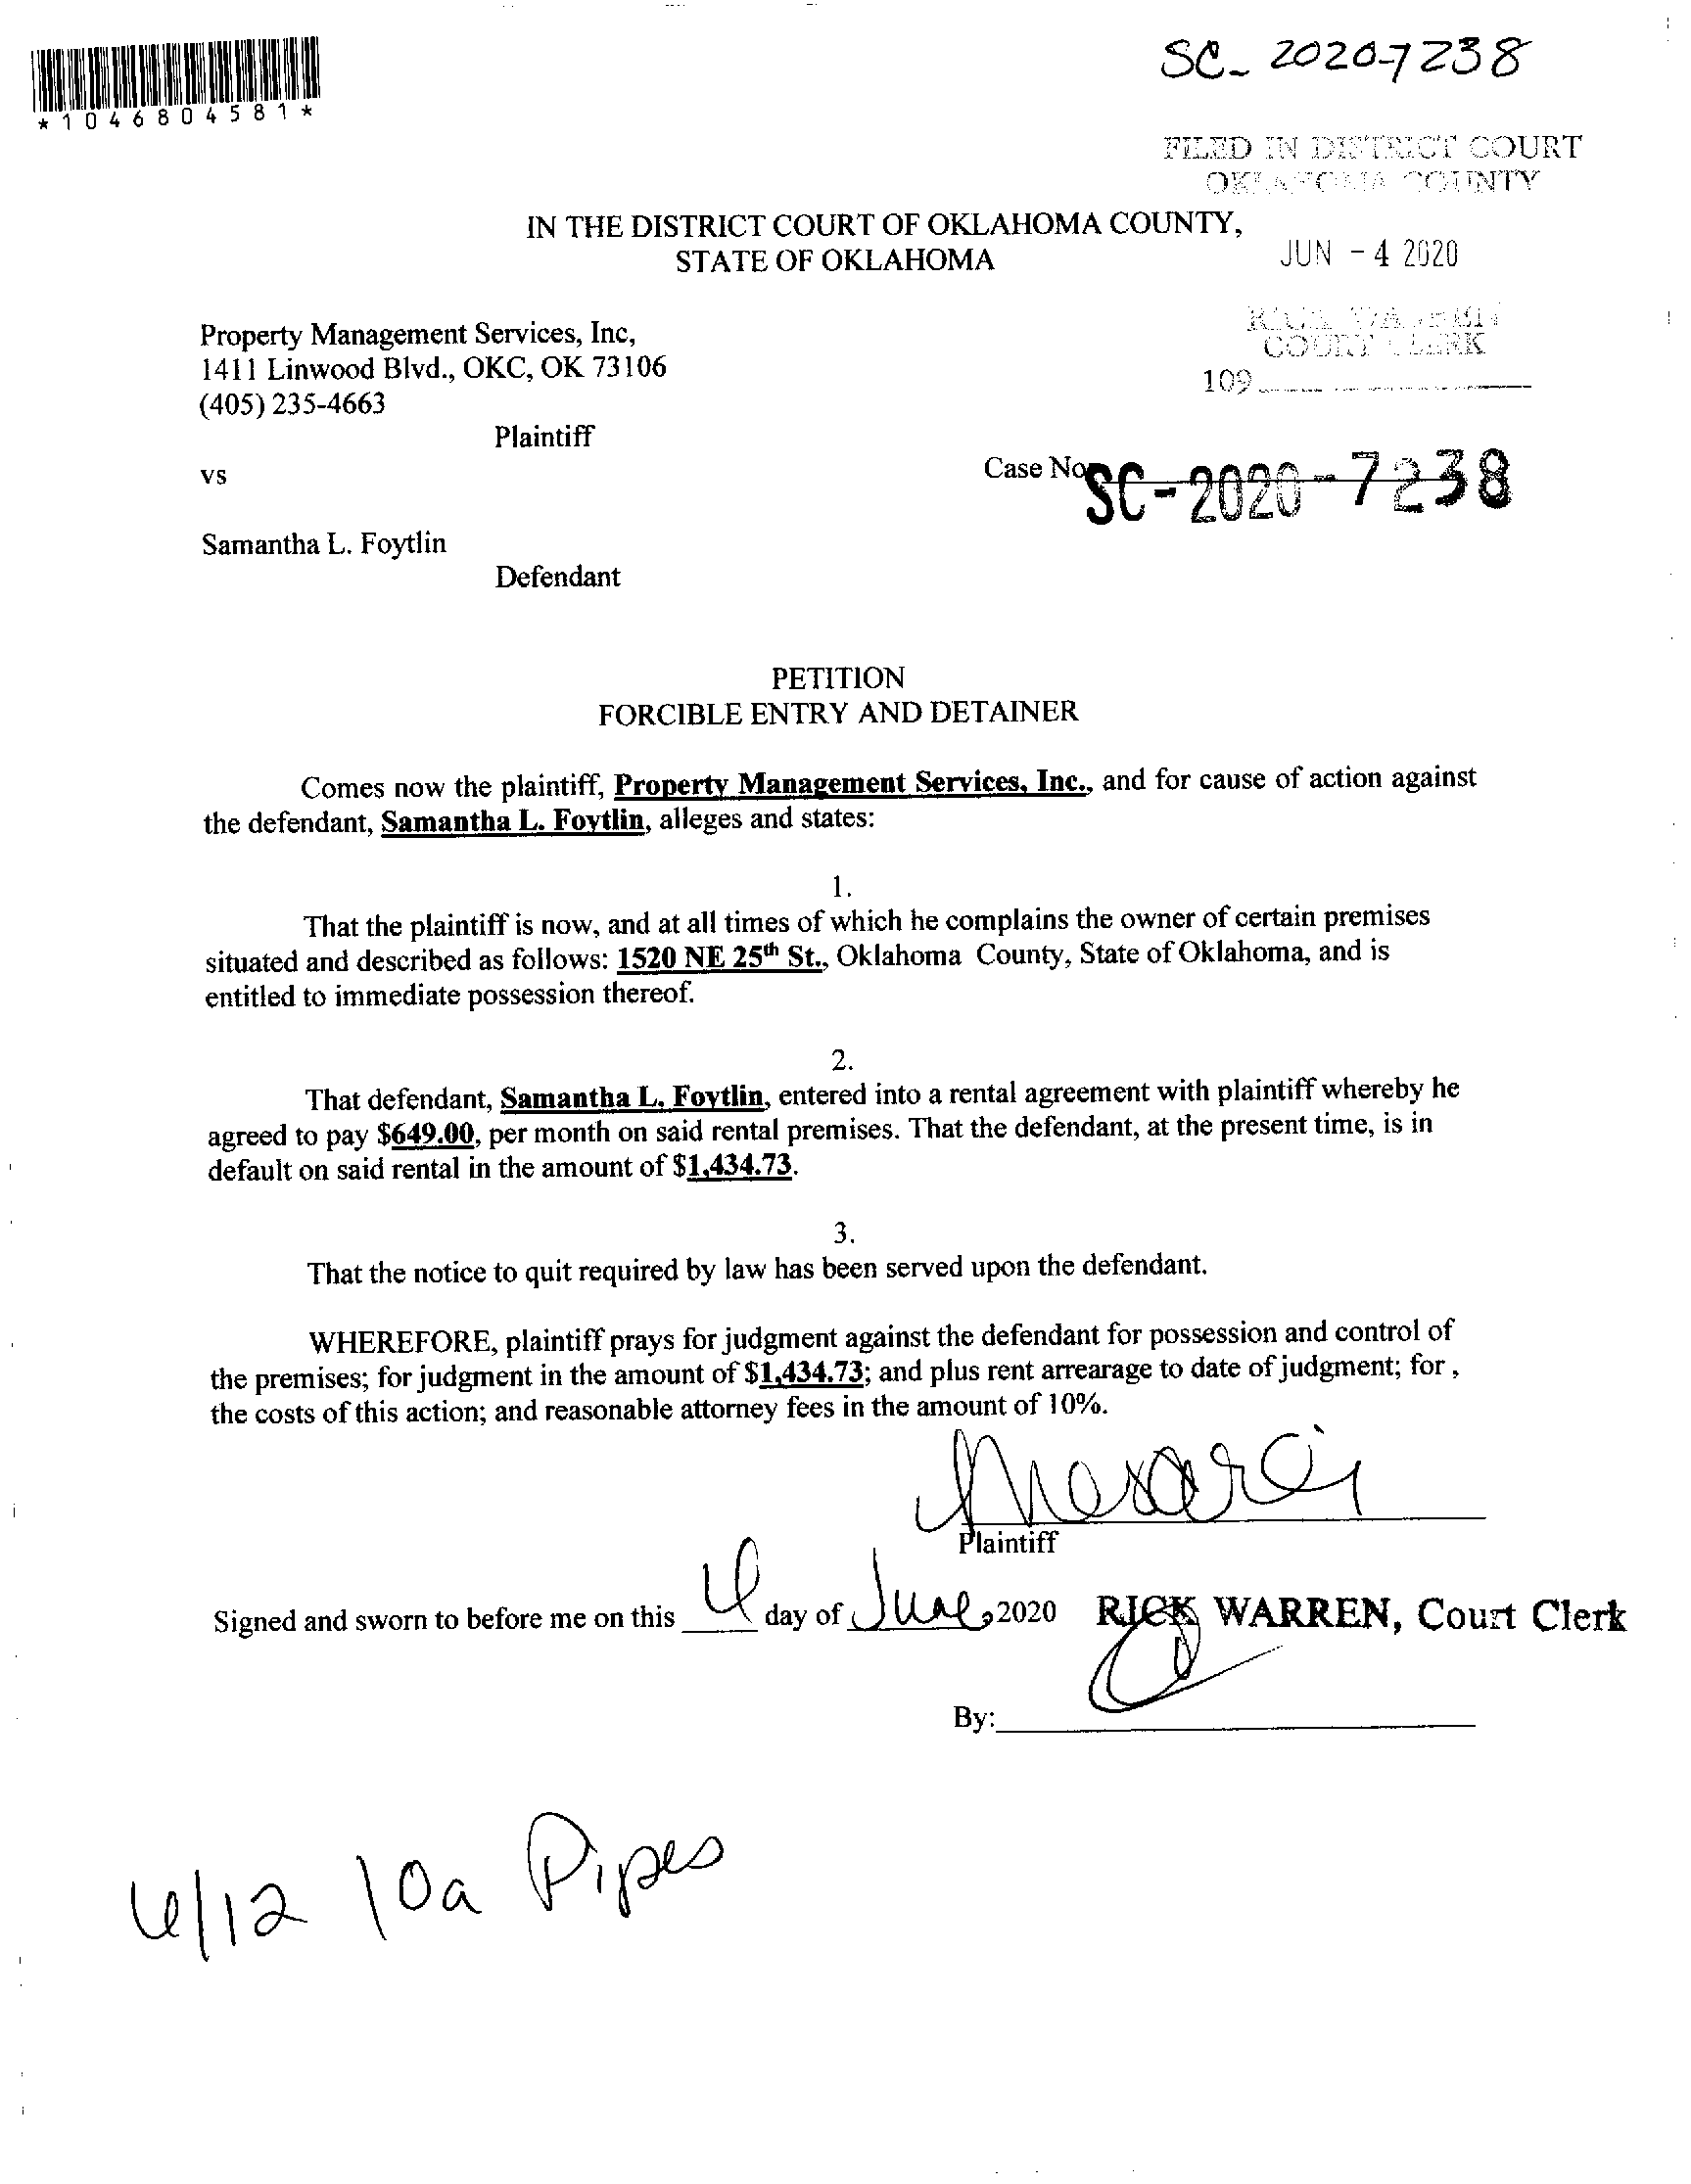 SC-20207238
*1046804581*
FILED IN DISTRICT COURT
OKLAHOMA COUNTY
IN THE DISTRICT COURT OF OKLAHOMA COUNTY,
STATE OF OKLAHOMA
JUN - 4 2020
Property Management Services, Inc,
1411 Linwood Blvd., OKC, OK 73106
(405) 235-4663
RICK WARREN
COURT CLERK
109
Plaintiff
vs
Case No SC-2020-7238
Samantha L. Foytlin
Defendant
PETITION
FORCIBLE ENTRY AND DETAINER
Comes now the plaintiff, Property Management Services, Inc., and for cause of action against
the defendant, Samantha L. Foytlin, alleges and states:
1.
That the plaintiff is now, and at all times of which he complains the owner of certain premises
situated and described as follows: 1520 NE 25th St., Oklahoma County, State of Oklahoma, and is
entitled to immediate possession thereof.
2.
That defendant, Samantha L. Foytlin, entered into a rental agreement with plaintiff whereby he
agreed to pay $649.00, per month on said rental premises. That the defendant, at the present time, is in
default on said rental in the amount of $1,434.73.
3.
That the notice to quit required by law has been served upon the defendant.
WHEREFORE, plaintiff prays for judgment against the defendant for possession and control of
the premises; for judgment in the amount of $1,434.73; and plus rent arrearage to date of judgment; for ,
the costs of this action; and reasonable attorney fees in the amount of 10%.
Plaintiff
Signed and sworn to before me on this 4 day of June, 2020 RICK WARREN, Court Clerk
By:
6/12 10a Pipes